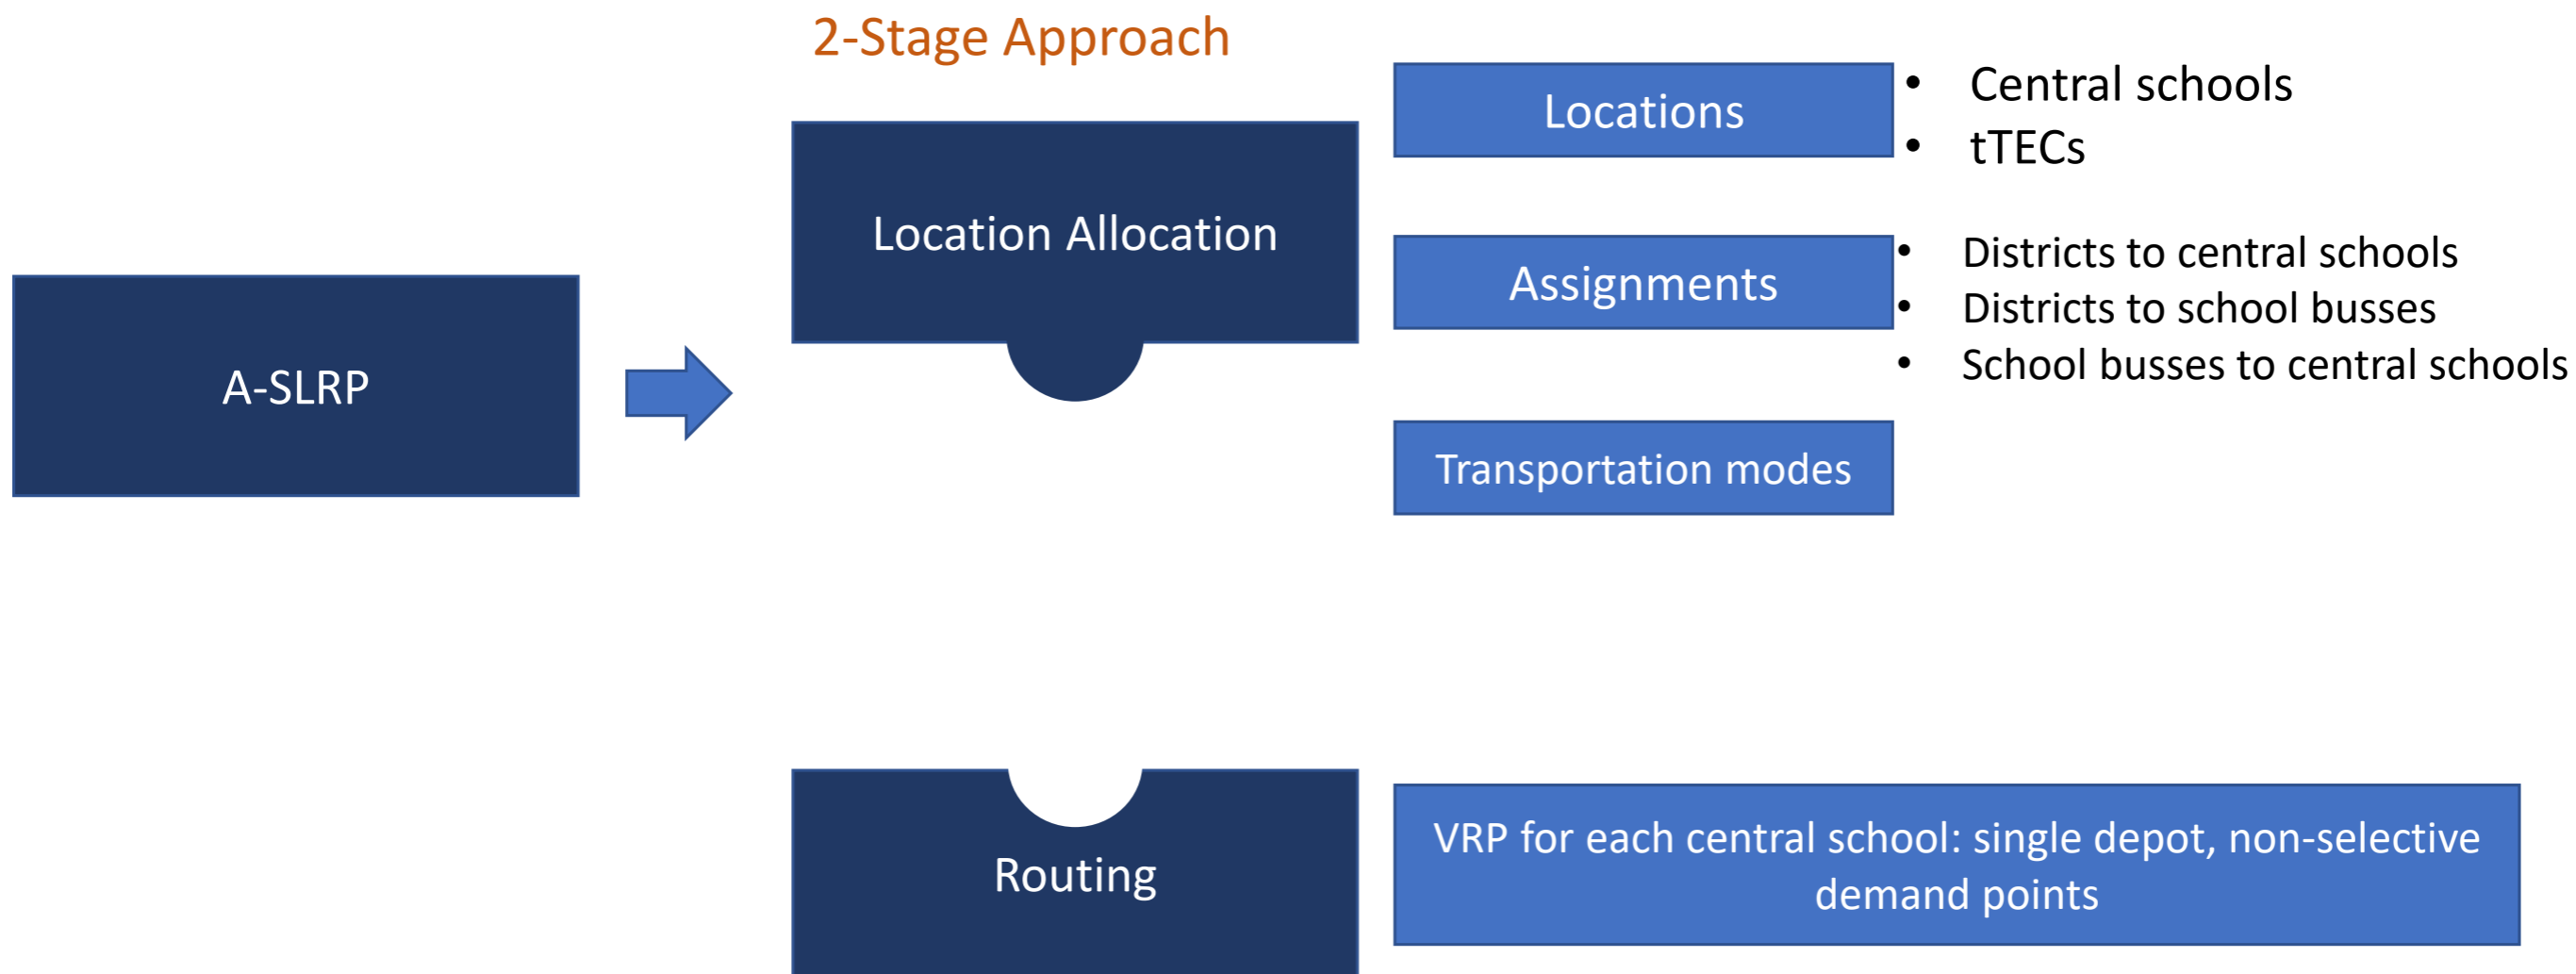 2-Stage Approach
A-SLRP
Location Allocation
Locations
• Central schools
• tTECs
Assignments
• Districts to central schools
• Districts to school busses
• School busses to central schools
Transportation modes
Routing
VRP for each central school: single depot, non-selective
demand points